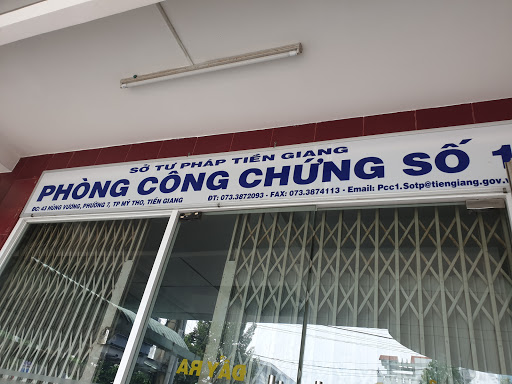 SỞ TƯ PHÁP TIỀN GIANG
PHÒNG CÔNG CHỨNG SỐ 1
ĐC: 43 HÙNG VƯƠNG, PHƯỜNG 7, TP MỸ THO, TIỀN GIANG ĐT: 073.3872093 - FAX: 073.3874113 - Email: Pcc1.Sotp@tiengiang.gov.
ĐẨY RA